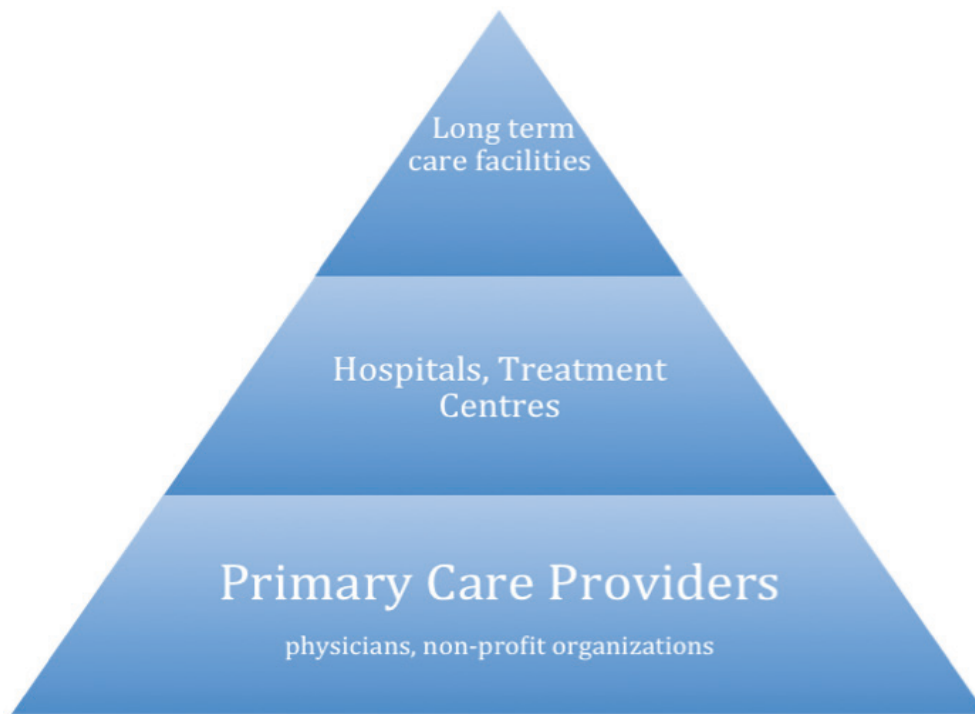 Long term
care facilities
Hospitals, Treatment
Centres
Primary Care Providers
physicians, non-profit organizations